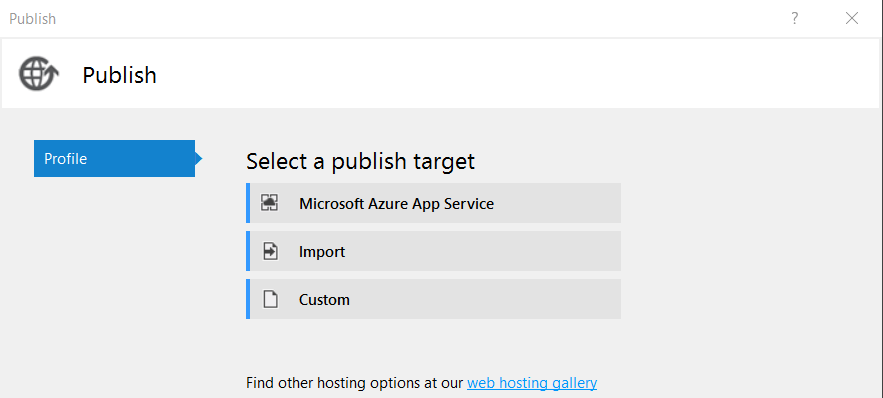 Publish
?
Publish
Profile
Select a publish target
Microsoft Azure App Service
Import
Custom
Find other hosting options at our web hosting gallery